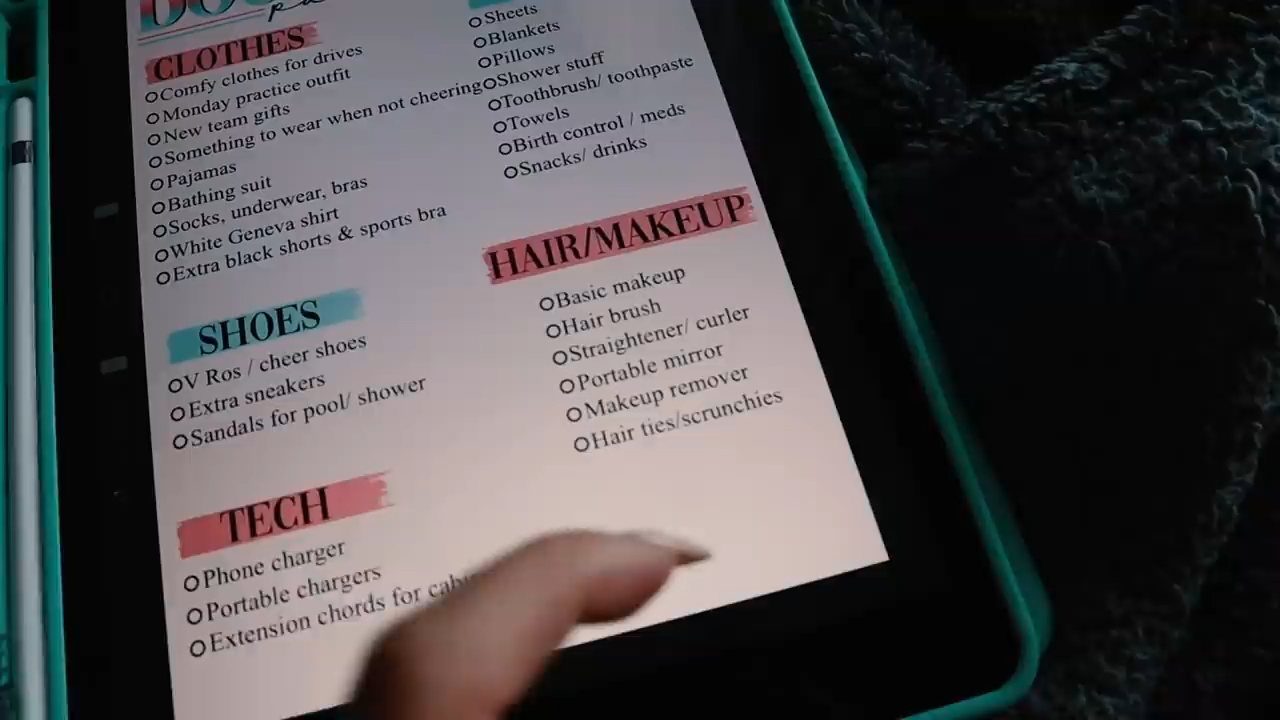 CLOTHES
Comfy clothes for drives
Monday practice outfit
New team gifts
Something to wear when not cheering
Pajamas
Bathing suit
Socks, underwear, bras
White Geneva shirt
Extra black shorts & sports bra
SHOES
V Ros / cheer shoes
Extra sneakers
Sandals for pool/ shower
TECH
Phone charger
Portable chargers
Extension chords for
Sheets
Blankets
Pillows
Shower stuff
Toothbrush/ toothpaste
Towels
Birth control / meds
Snacks/ drinks
HAIR/MAKEUP
Basic makeup
Hair brush
Straightener/ curler
Portable mirror
Makeup remover
Hair ties/scrunchies